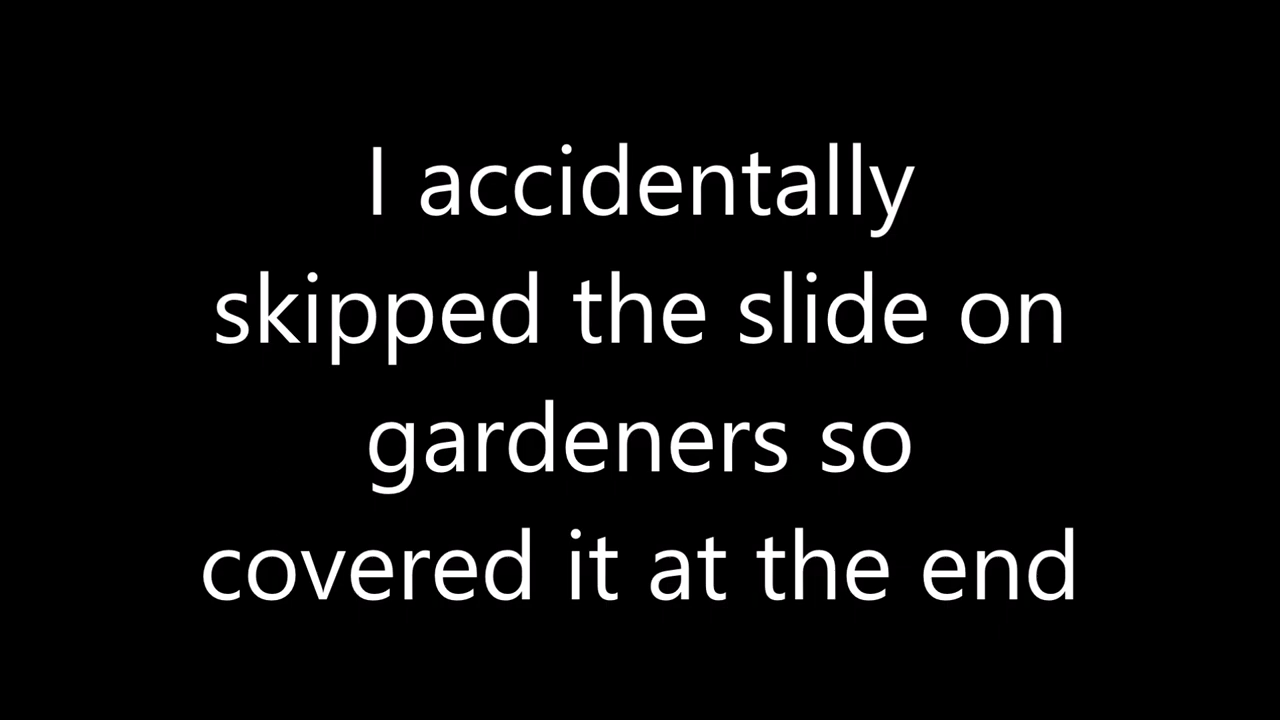 I accidentally
skipped the slide on
gardeners so
covered it at the end